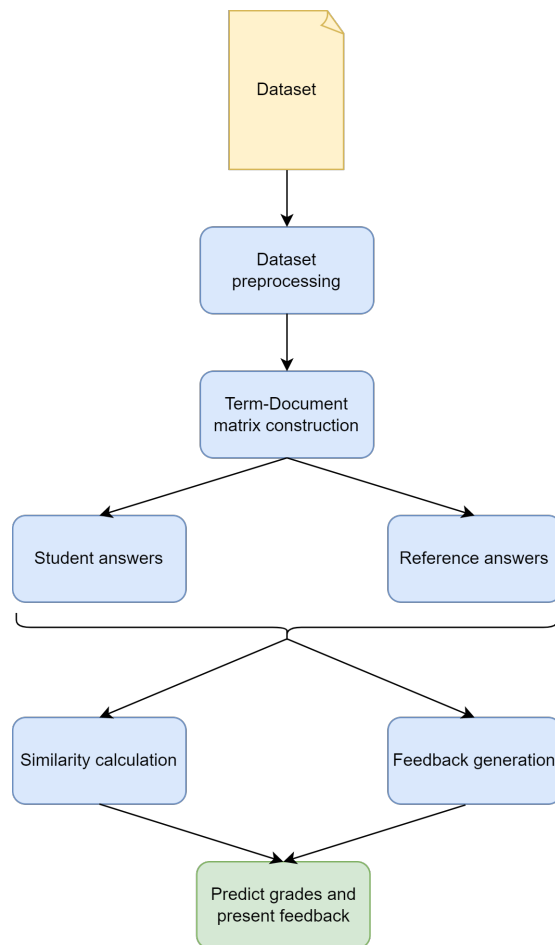 Dataset
Dataset
preprocessing
Term-Document
matrix construction
Student answers
Reference answers
Similarity calculation
Feedback generation
Predict grades and
present feedback